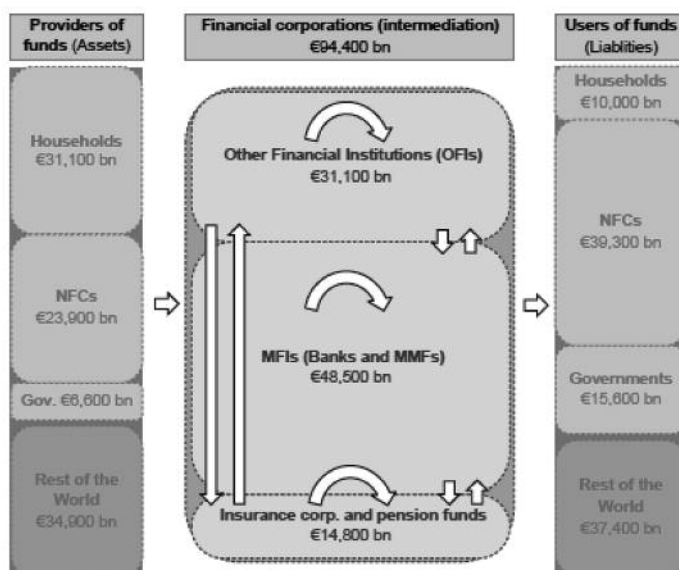 Providers of
funds (Assets)
Financial corporations (intermediation)
€94,400 bn
Users of funds
(Liablities)
Households
€31,100 bn
NFCs
€23,900 bn
Gov. €6,600 bn
Rest of the
World
€34,900 bn
Other Financial Institutions (OFIs)
€31,100 bn
MFIs (Banks and MMFs)
€48,500 bn
Insurance corp. and pension funds
€14,800 bn
Households
€10,000 bn
NFCs
€39,300 bn
Governments
€15,600 bn
Rest of the
World
€37,400 bn